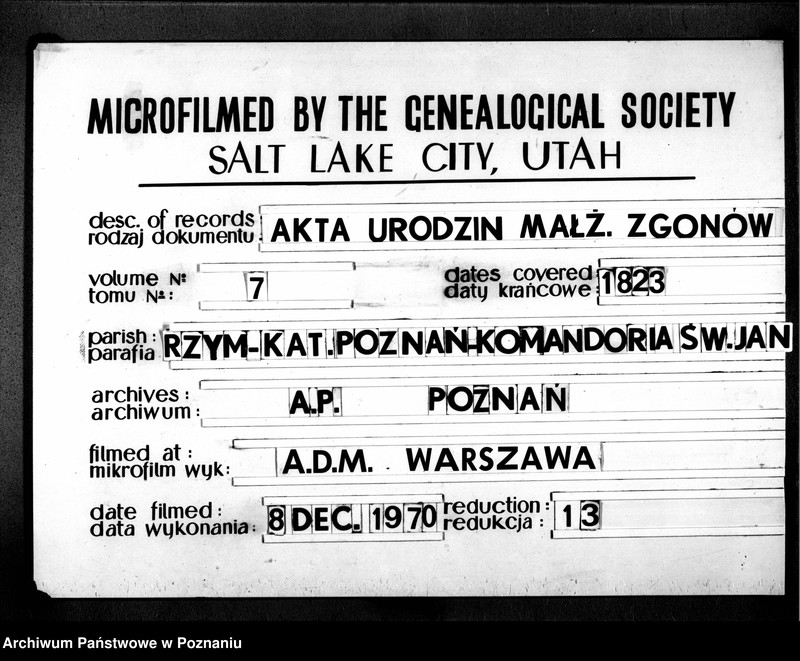 MICROFILMED BY THE GENEALOGICAL SOCIETY
SALT LAKE CITY, UTAH
desc. of records
rodzaj dokumentu: AKTA URODZIN MAŁŻ. ZGONÓW
volume №
tomu №: 7
dates covered
daty krańcowe: 1823
parish:
parafia RZYM-KAT. POZNAŃ-KOMANDORIA ŚW.JAN
archives:
archiwum: A.P. POZNAŃ
filmed at:
mikrofilm wyk: A.D.M. WARSZAWA
date filmed:
data wykonania: 8 DEC. 1970
reduction:
redukcja: 13
Archiwum Państwowe w Poznaniu